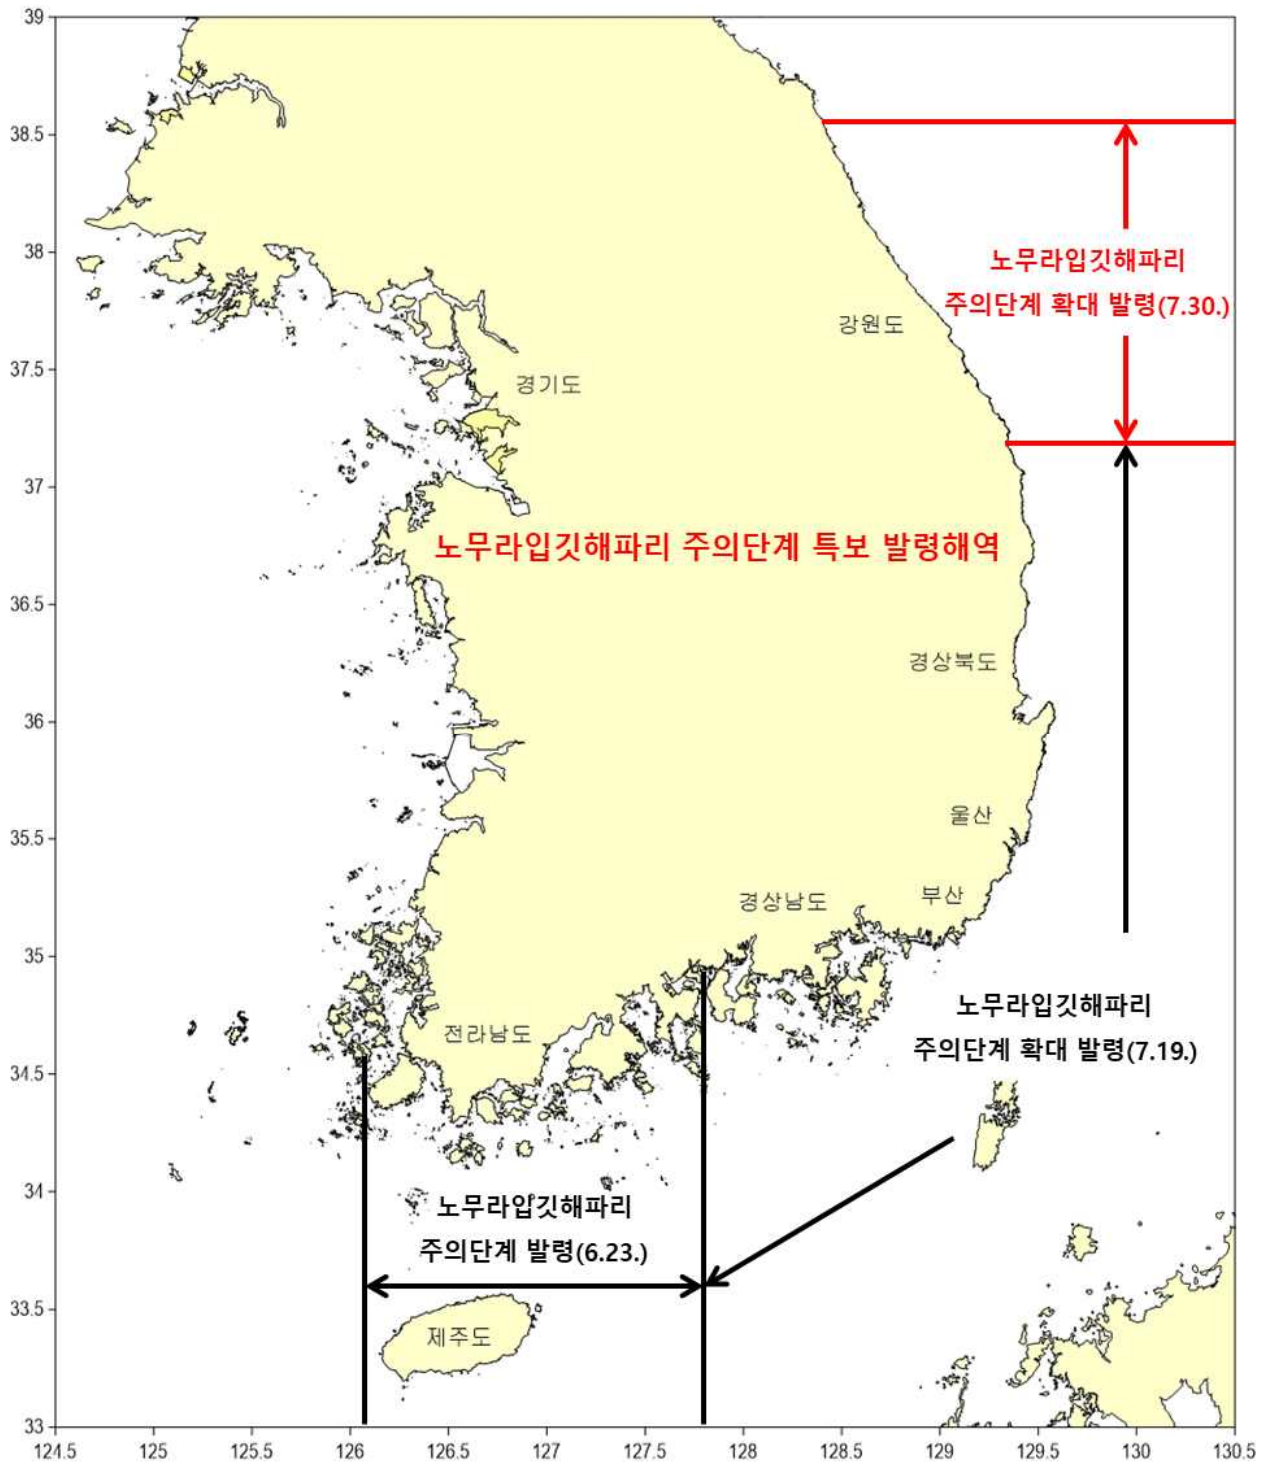 39
38.5
38
37.5
37
36.5
36
35.5
35
34.5
34
33.5
33
124.5 125 125.5 126 126.5 127 127.5 128 128.5 129 129.5 130 130.5
노무라입깃해파리
주의단계 확대 발령(7.30.)
강원도
경기도
노무라입깃해파리 주의단계 특보 발령해역
경상북도
울산
부산
경상남도
노무라입깃해파리
주의단계 확대 발령(7.19.)
전라남도
노무라입깃해파리
주의단계 발령(6.23.)
제주도